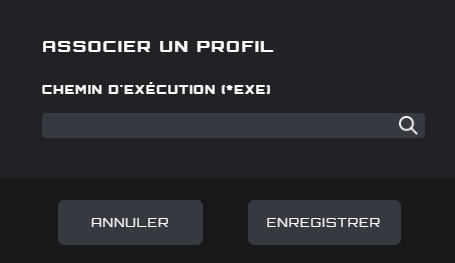 ASSOCIER UN PROFIL
CHEMIN D'EXÉCUTION (*EXE)
ANNULER
ENREGISTRER